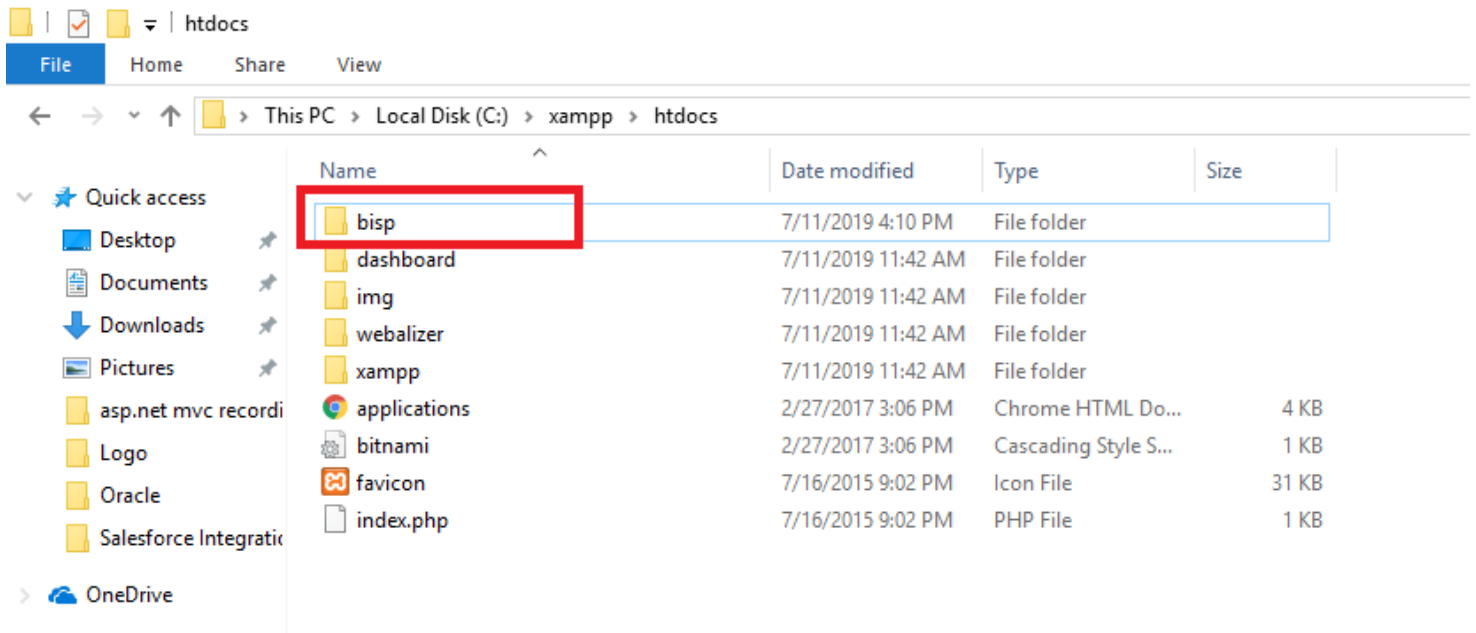 htdocs
File Home Share View
This PC > Local Disk (C:) > xampp > htdocs
Name Date modified Type Size
Quick access
Desktop
Documents
Downloads
Pictures
asp.net mvc recordi
Logo
Oracle
Salesforce Integratic
OneDrive
bisp 7/11/2019 4:10 PM File folder
dashboard 7/11/2019 11:42 AM File folder
img 7/11/2019 11:42 AM File folder
webalizer 7/11/2019 11:42 AM File folder
xampp 7/11/2019 11:42 AM File folder
applications 2/27/2017 3:06 PM Chrome HTML Do... 4 KB
bitnami 2/27/2017 3:06 PM Cascading Style S... 1 KB
favicon 7/16/2015 9:02 PM Icon File 31 KB
index.php 7/16/2015 9:02 PM PHP File 1 KB